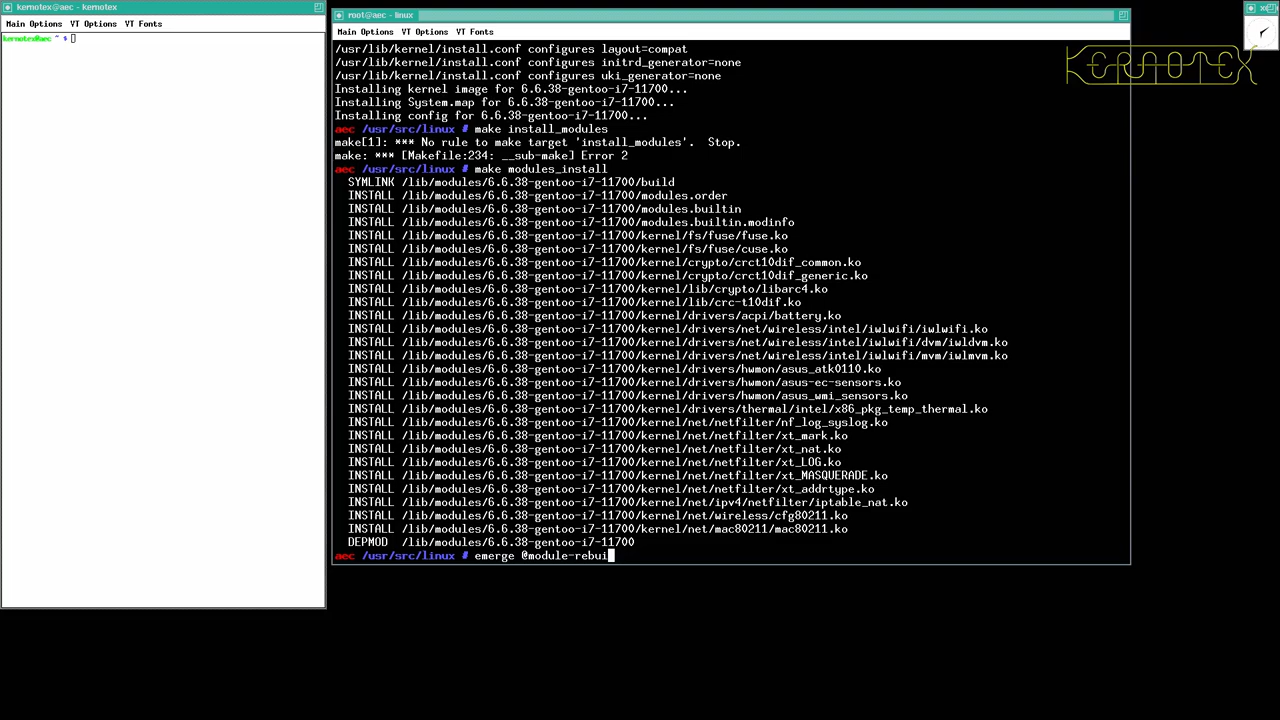 kernotex@aec - kernotex
Main Options  VT Options  VT Fonts
kernotex@aec ~ $
root@aec - linux
Main Options  VT Options  VT Fonts
/usr/lib/kernel/install.conf configures layout=compat
/usr/lib/kernel/install.conf configures initrd_generator=none
/usr/lib/kernel/install.conf configures uki_generator=none
Installing kernel image for 6.6.38-gentoo-i7-11700...
Installing System.map for 6.6.38-gentoo-i7-11700...
Installing config for 6.6.38-gentoo-i7-11700...
aec /usr/src/linux # make install_modules
make[1]: *** No rule to make target 'install_modules'.  Stop.
make: *** [Makefile:234: __sub-make] Error 2
aec /usr/src/linux # make modules_install
SYMLINK /lib/modules/6.6.38-gentoo-i7-11700/build
INSTALL /lib/modules/6.6.38-gentoo-i7-11700/modules.order
INSTALL /lib/modules/6.6.38-gentoo-i7-11700/modules.builtin
INSTALL /lib/modules/6.6.38-gentoo-i7-11700/modules.builtin.modinfo
INSTALL /lib/modules/6.6.38-gentoo-i7-11700/kernel/fs/fuse/fuse.ko
INSTALL /lib/modules/6.6.38-gentoo-i7-11700/kernel/fs/fuse/cuse.ko
INSTALL /lib/modules/6.6.38-gentoo-i7-11700/kernel/crypto/crct10dif_common.ko
INSTALL /lib/modules/6.6.38-gentoo-i7-11700/kernel/crypto/crct10dif_generic.ko
INSTALL /lib/modules/6.6.38-gentoo-i7-11700/kernel/lib/crypto/libarc4.ko
INSTALL /lib/modules/6.6.38-gentoo-i7-11700/kernel/lib/crc-t10dif.ko
INSTALL /lib/modules/6.6.38-gentoo-i7-11700/kernel/drivers/acpi/battery.ko
INSTALL /lib/modules/6.6.38-gentoo-i7-11700/kernel/drivers/net/wireless/intel/iwlwifi/iwlwifi.ko
INSTALL /lib/modules/6.6.38-gentoo-i7-11700/kernel/drivers/net/wireless/intel/iwlwifi/dvm/iwldvm.ko
INSTALL /lib/modules/6.6.38-gentoo-i7-11700/kernel/drivers/net/wireless/intel/iwlwifi/mvm/iwlmvm.ko
INSTALL /lib/modules/6.6.38-gentoo-i7-11700/kernel/drivers/hwmon/asus_atk0110.ko
INSTALL /lib/modules/6.6.38-gentoo-i7-11700/kernel/drivers/hwmon/asus-ec-sensors.ko
INSTALL /lib/modules/6.6.38-gentoo-i7-11700/kernel/drivers/hwmon/asus_wmi_sensors.ko
INSTALL /lib/modules/6.6.38-gentoo-i7-11700/kernel/drivers/thermal/intel/x86_pkg_temp_thermal.ko
INSTALL /lib/modules/6.6.38-gentoo-i7-11700/kernel/net/netfilter/nf_log_syslog.ko
INSTALL /lib/modules/6.6.38-gentoo-i7-11700/kernel/net/netfilter/xt_mark.ko
INSTALL /lib/modules/6.6.38-gentoo-i7-11700/kernel/net/netfilter/xt_nat.ko
INSTALL /lib/modules/6.6.38-gentoo-i7-11700/kernel/net/netfilter/xt_LOG.ko
INSTALL /lib/modules/6.6.38-gentoo-i7-11700/kernel/net/netfilter/xt_MASQUERADE.ko
INSTALL /lib/modules/6.6.38-gentoo-i7-11700/kernel/net/netfilter/xt_addrtype.ko
INSTALL /lib/modules/6.6.38-gentoo-i7-11700/kernel/net/ipv4/netfilter/iptable_nat.ko
INSTALL /lib/modules/6.6.38-gentoo-i7-11700/kernel/net/wireless/cfg80211.ko
INSTALL /lib/modules/6.6.38-gentoo-i7-11700/kernel/net/mac80211/mac80211.ko
DEPMOD  /lib/modules/6.6.38-gentoo-i7-11700
aec /usr/src/linux # emerge @module-rebui
KERNOTEX